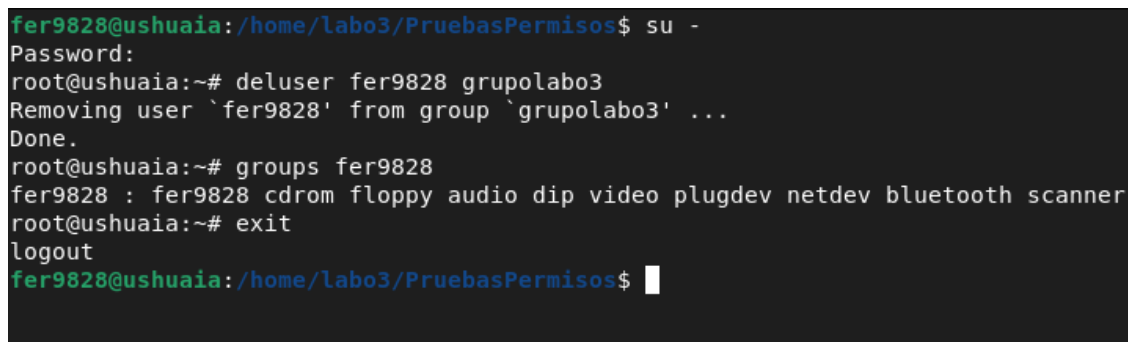 fer9828@ushuaia:/home/labo3/PruebasPermisos$ su -
Password:
root@ushuaia:~# deluser fer9828 grupolabo3
Removing user `fer9828' from group `grupolabo3' ...
Done.
root@ushuaia:~# groups fer9828
fer9828 : fer9828 cdrom floppy audio dip video plugdev netdev bluetooth scanner
root@ushuaia:~# exit
logout
fer9828@ushuaia:/home/labo3/PruebasPermisos$